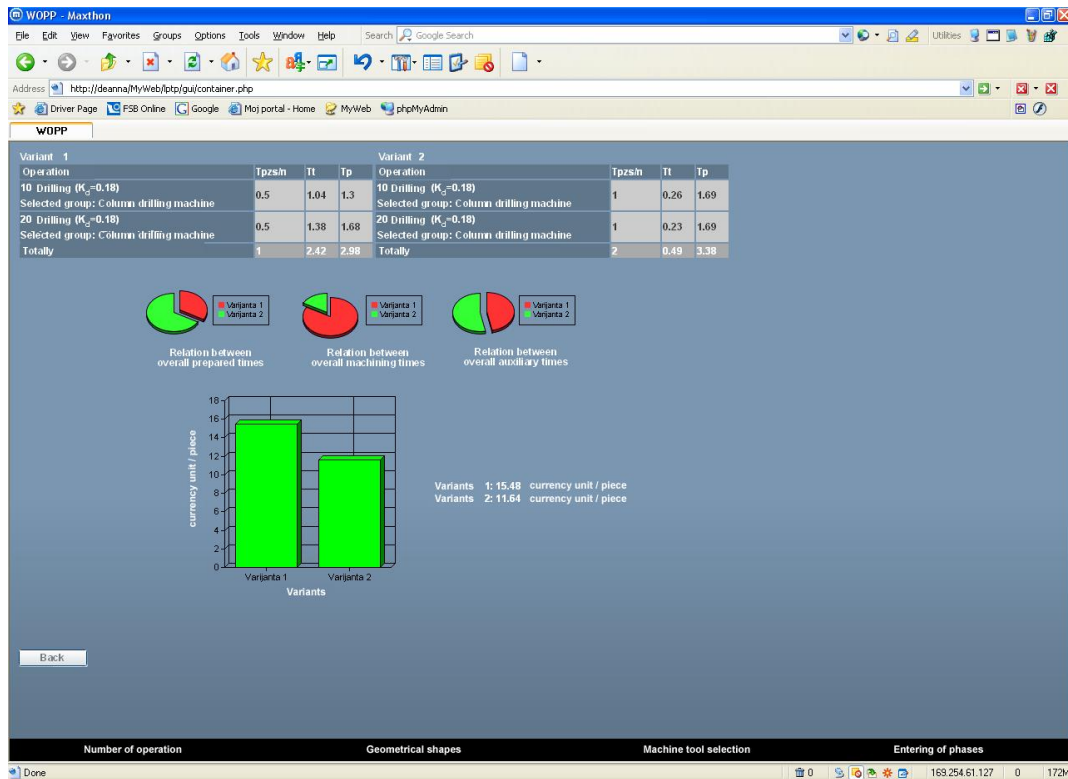 WOPP - Maxthon
File Edit View Favorites Groups Options Tools Window Help Search Google Search Utilities
Address http://deanna/MyWeb/lptp/gui/container.php
Driver Page FSB Online Google Moj portal - Home MyWeb phpMyAdmin
WOPP
Variant 1 Variant 2
Operation Tpzs/n Tt Tp Operation Tpzs/n Tt Tp
10 Drilling (Kd=0.18) 0.5 1.04 1.3 10 Drilling (Kd=0.18) 1 0.26 1.69
Selected group: Column drilling machine Selected group: Column drilling machine
20 Drilling (Kd=0.18) 0.5 1.38 1.68 20 Drilling (Kd=0.18) 1 0.23 1.69
Selected group: Column drilling machine Selected group: Column drilling machine
Totally 1 2.42 2.98 Totally 2 0.49 3.38
Varijanta 1 Varijanta 1 Varijanta 1
Varijanta 2 Varijanta 2 Varijanta 2
Relation between Relation between Relation between
overall prepared times overall machining times overall auxiliary times
18
16
14
12
10
8
6
4
2
0
currency unit / piece
Varijanta 1 Varijanta 2
Variants
Variants 1: 15.48 currency unit / piece
Variants 2: 11.64 currency unit / piece
Back
Number of operation Geometrical shapes Machine tool selection Entering of phases
Done 0 169.254.61.127 0 172M